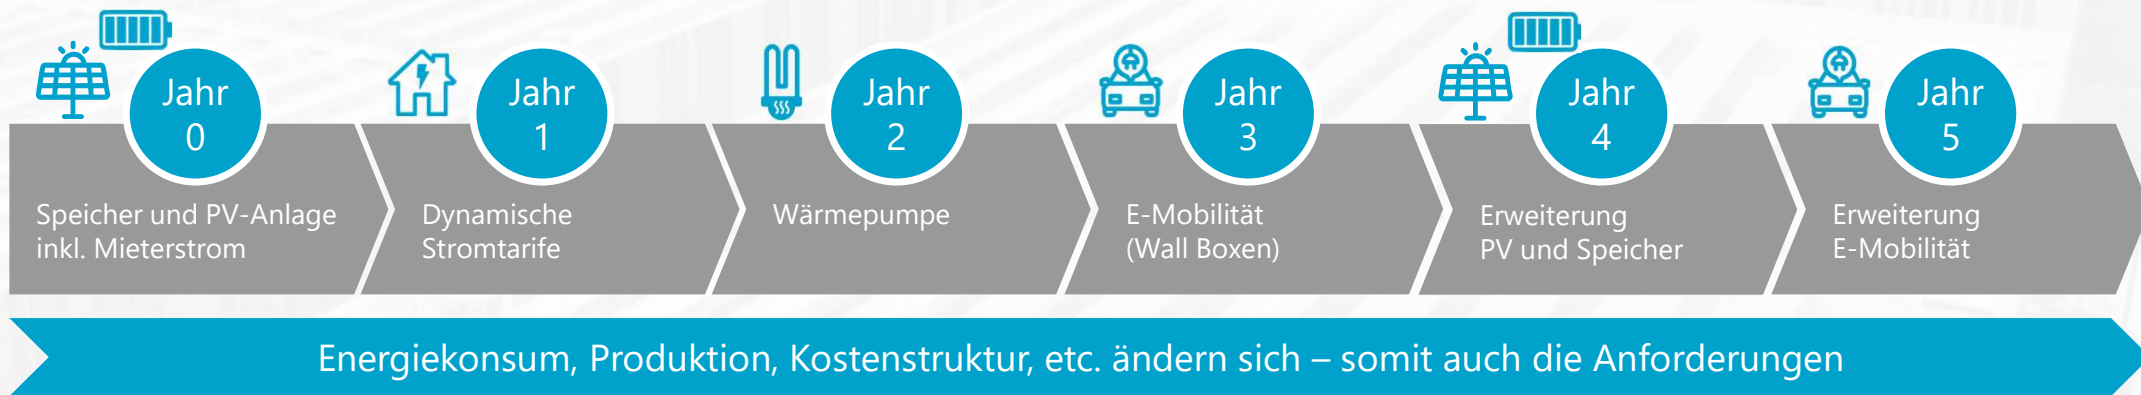 Jahr
0
Jahr
1
Jahr
2
Jahr
3
Jahr
4
Jahr
5
Speicher und PV-Anlage
inkl. Mieterstrom
Dynamische
Stromtarife
Wärmepumpe
E-Mobilität
(Wall Boxen)
Erweiterung
PV und Speicher
Erweiterung
E-Mobilität
Energiekonsum, Produktion, Kostenstruktur, etc. ändern sich – somit auch die Anforderungen